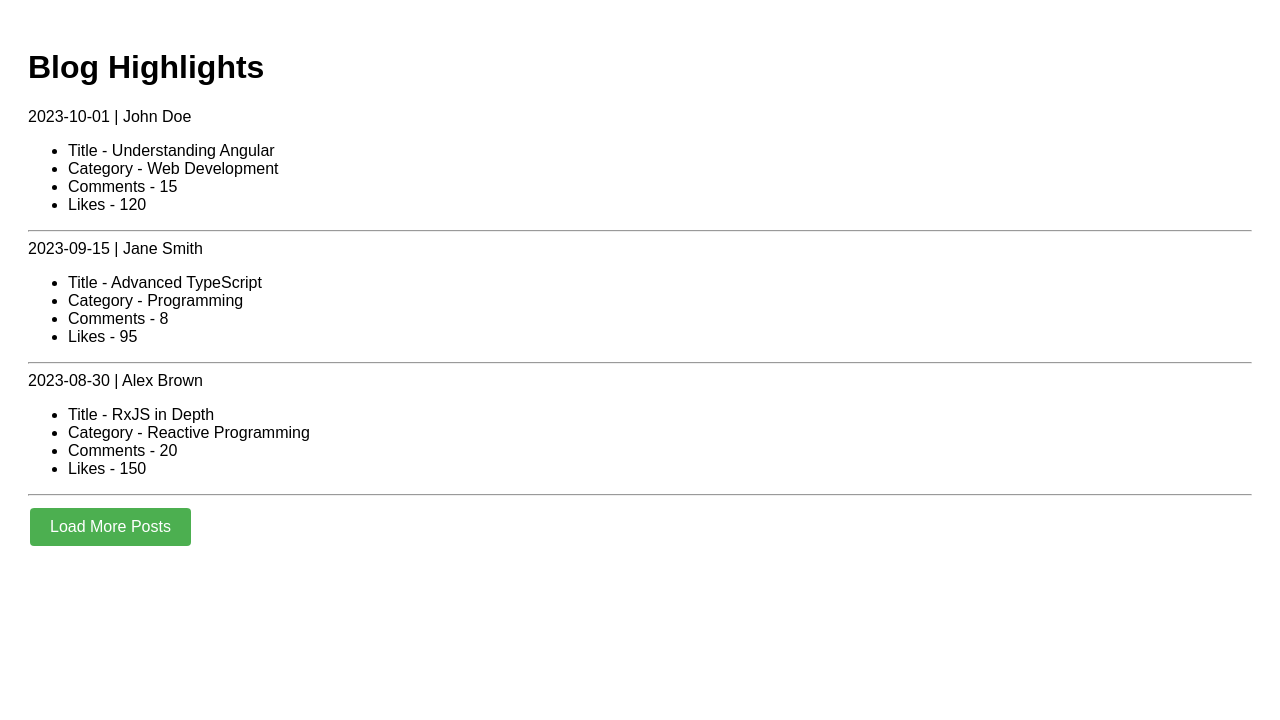 Blog Highlights
2023-10-01 | John Doe
Title - Understanding Angular
Category - Web Development
Comments - 15
Likes - 120
2023-09-15 | Jane Smith
Title - Advanced TypeScript
Category - Programming
Comments - 8
Likes - 95
2023-08-30 | Alex Brown
Title - RxJS in Depth
Category - Reactive Programming
Comments - 20
Likes - 150
Load More Posts